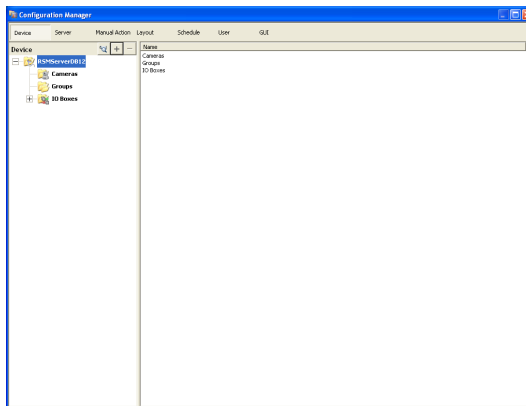 Configuration Manager
Device Server Manual Action Layout Schedule User GUI
Device
RSMServerDB12
Cameras
Groups
IO Boxes
Name
Cameras
Groups
IO Boxes